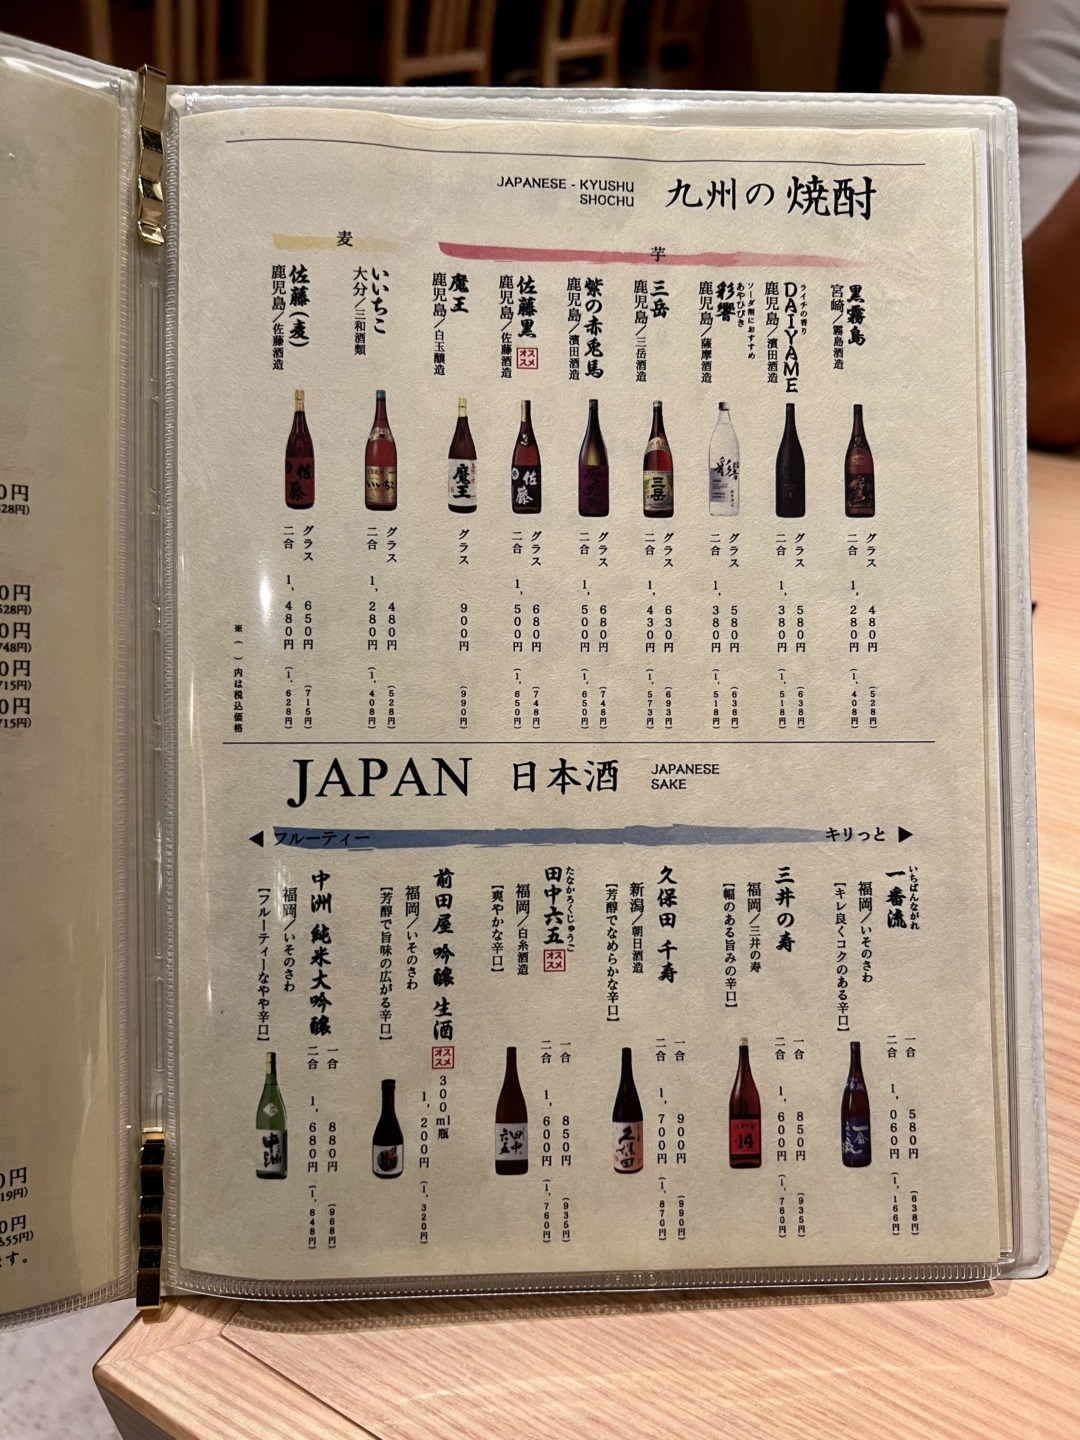 JAPANESE - KYUSHU
SHOCHU
九州の焼酎
麦
芋
黒霧島
宮崎／霧島酒造
グラス 480円 (528円)
二合 1,280円 (1,408円)
ライチの香り
DAIYAME
鹿児島／濵田酒造
グラス 580円 (638円)
二合 1,380円 (1,518円)
ソーダ割におすすめ
あやひびき
彩響
鹿児島／薩摩酒造
グラス 580円 (638円)
二合 1,380円 (1,518円)
三岳
鹿児島／三岳酒造
グラス 630円 (693円)
二合 1,430円 (1,573円)
紫の赤兎馬
鹿児島／濵田酒造
グラス 680円 (748円)
二合 1,500円 (1,650円)
佐藤黒
オススメ
鹿児島／佐藤酒造
グラス 680円 (748円)
二合 1,500円 (1,650円)
魔王
鹿児島／白玉醸造
グラス 900円 (990円)
いいちこ
大分／三和酒類
グラス 480円 (528円)
二合 1,280円 (1,408円)
佐藤(麦)
鹿児島／佐藤酒造
グラス 650円 (715円)
二合 1,480円 (1,628円)
※（ ）内は税込価格
JAPAN 日本酒
JAPANESE
SAKE
◀ フルーティー
キリっと ▶
いちばんながれ
一番流
福岡／いそのさわ
【キレ良くコクのある辛口】
一合 580円 (638円)
二合 1,060円 (1,166円)
三井の寿
福岡／三井の寿
【幅のある旨みの辛口】
一合 850円 (935円)
二合 1,600円 (1,760円)
久保田 千寿
新潟／朝日酒造
【芳醇でなめらかな辛口】
一合 900円 (990円)
二合 1,700円 (1,870円)
たなかろくじゅうご
田中六五
オススメ
福岡／白糸酒造
【爽やかな辛口】
一合 850円 (935円)
二合 1,600円 (1,760円)
前田屋 吟醸 生酒
オススメ
300ml瓶
福岡／いそのさわ
【芳醇で旨味の広がる辛口】
1,200円 (1,320円)
中洲 純米大吟醸
福岡／いそのさわ
【フルーティーなやや辛口】
一合 880円 (968円)
二合 1,680円 (1,848円)